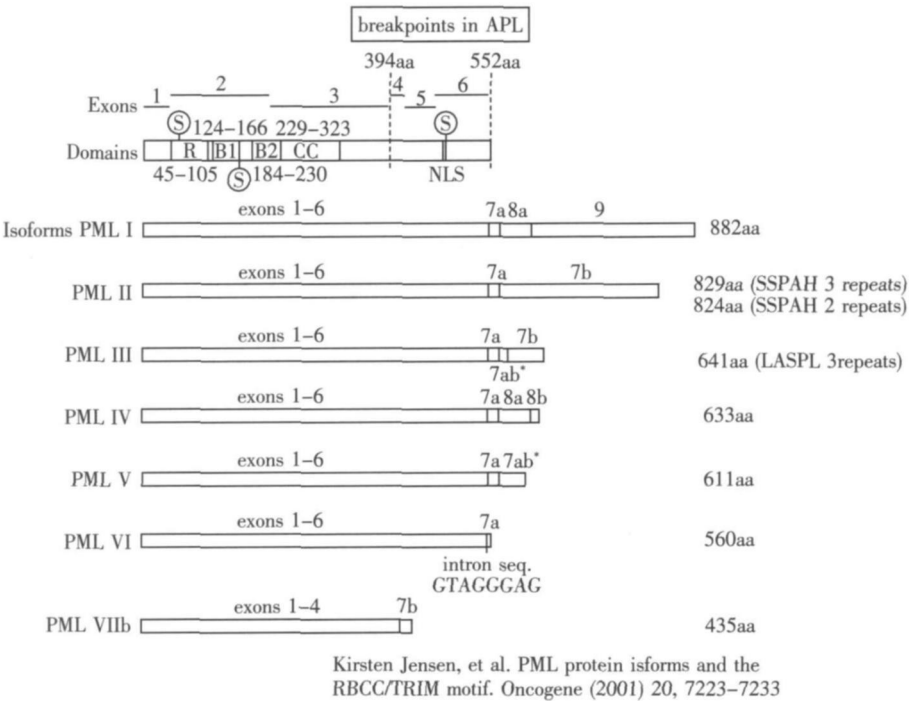 breakpoints in APL
394aa 552aa
1 2 3 4 5 6
Exons
S 124–166 229–323 S
Domains R B1 B2 CC
45–105 S 184–230 NLS
exons 1–6 7a 8a 9
Isoforms PML I 882aa
exons 1–6 7a 7b
PML II 829aa (SSPAH 3 repeats)
824aa (SSPAH 2 repeats)
exons 1–6 7a 7b
PML III 641aa (LASPL 3repeats)
7ab*
exons 1–6 7a 8a 8b
PML IV 633aa
exons 1–6 7a 7ab*
PML V 611aa
exons 1–6 7a
PML VI 560aa
intron seq.
GTAGGGAG
exons 1–4 7b
PML VIIb 435aa
Kirsten Jensen, et al. PML protein isforms and the
RBCC/TRIM motif. Oncogene (2001) 20, 7223–7233